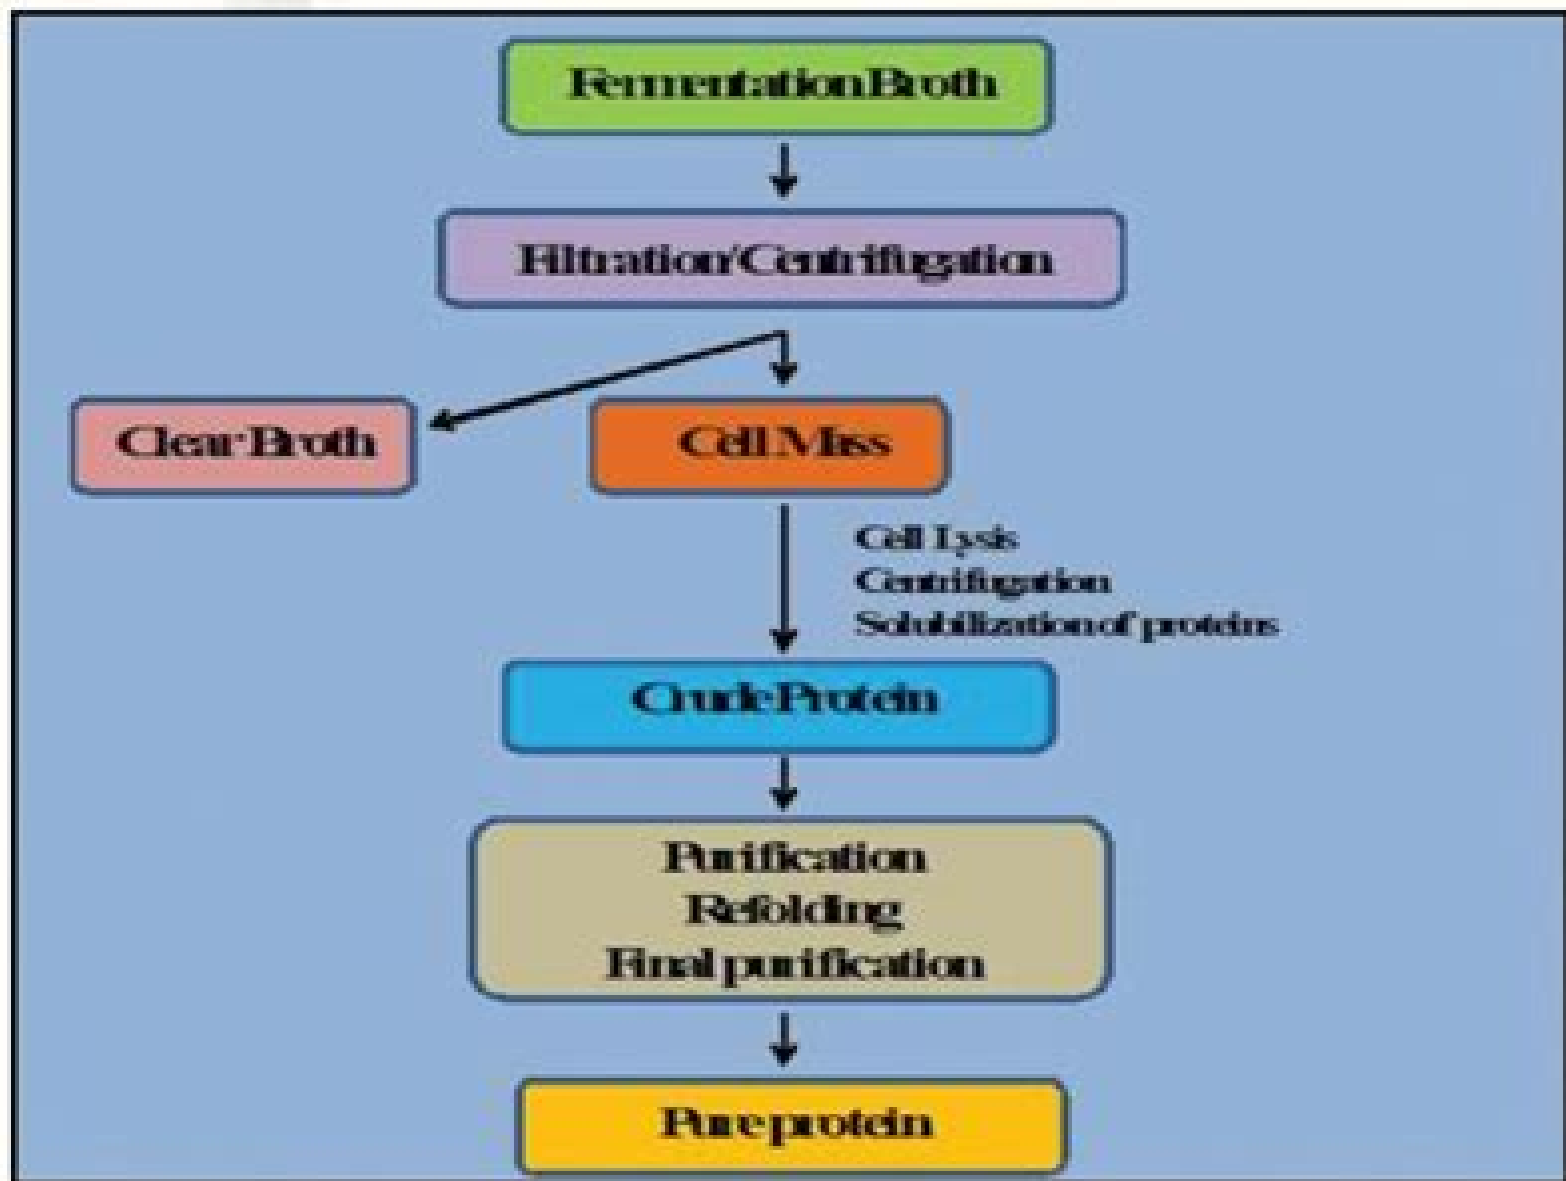 Fermentation Broth
Filtration/Centrifugation
Clear Broth
Cell Mass
Cell Lysis
Centrifugation
Solubilization of proteins
Crude Protein
Purification
Refolding
Final purification
Pure protein